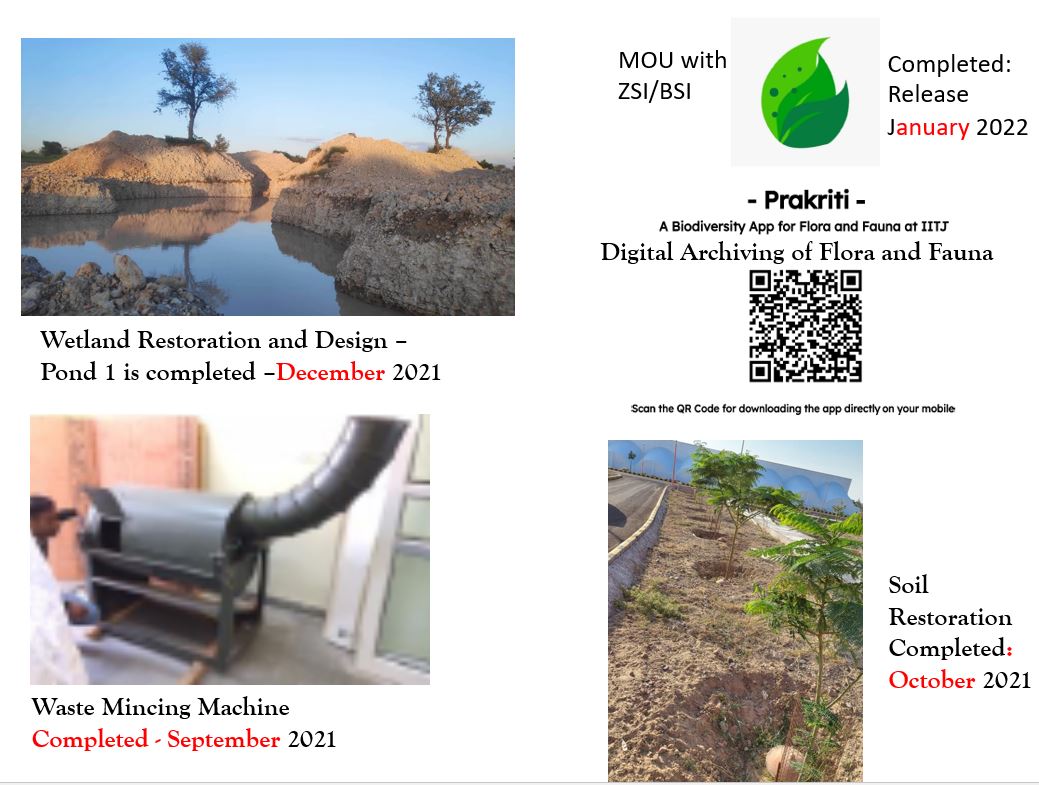 Wetland Restoration and Design –
Pond 1 is completed –December 2021
Waste Mincing Machine
Completed - September 2021
MOU with
ZSI/BSI
Completed:
Release
January 2022
- Prakriti -
A Biodiversity App for Flora and Fauna at IITJ
Digital Archiving of Flora and Fauna
Scan the QR Code for downloading the app directly on your mobile
Soil
Restoration
Completed:
October 2021